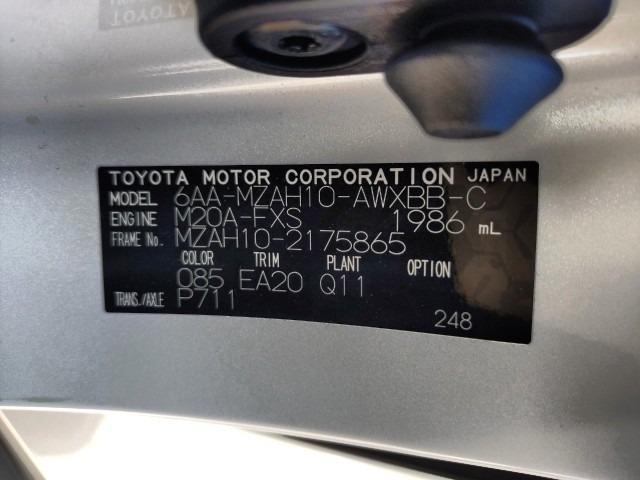 TOYOTA MOTOR CORPORATION JAPAN
MODEL 6AA-MZAH10-AWXBB-C
ENGINE M20A-FXS 1986 mL
FRAME No. MZAH10-2175865
COLOR TRIM PLANT OPTION
085 EA20 Q11
TRANS./AXLE P711
248